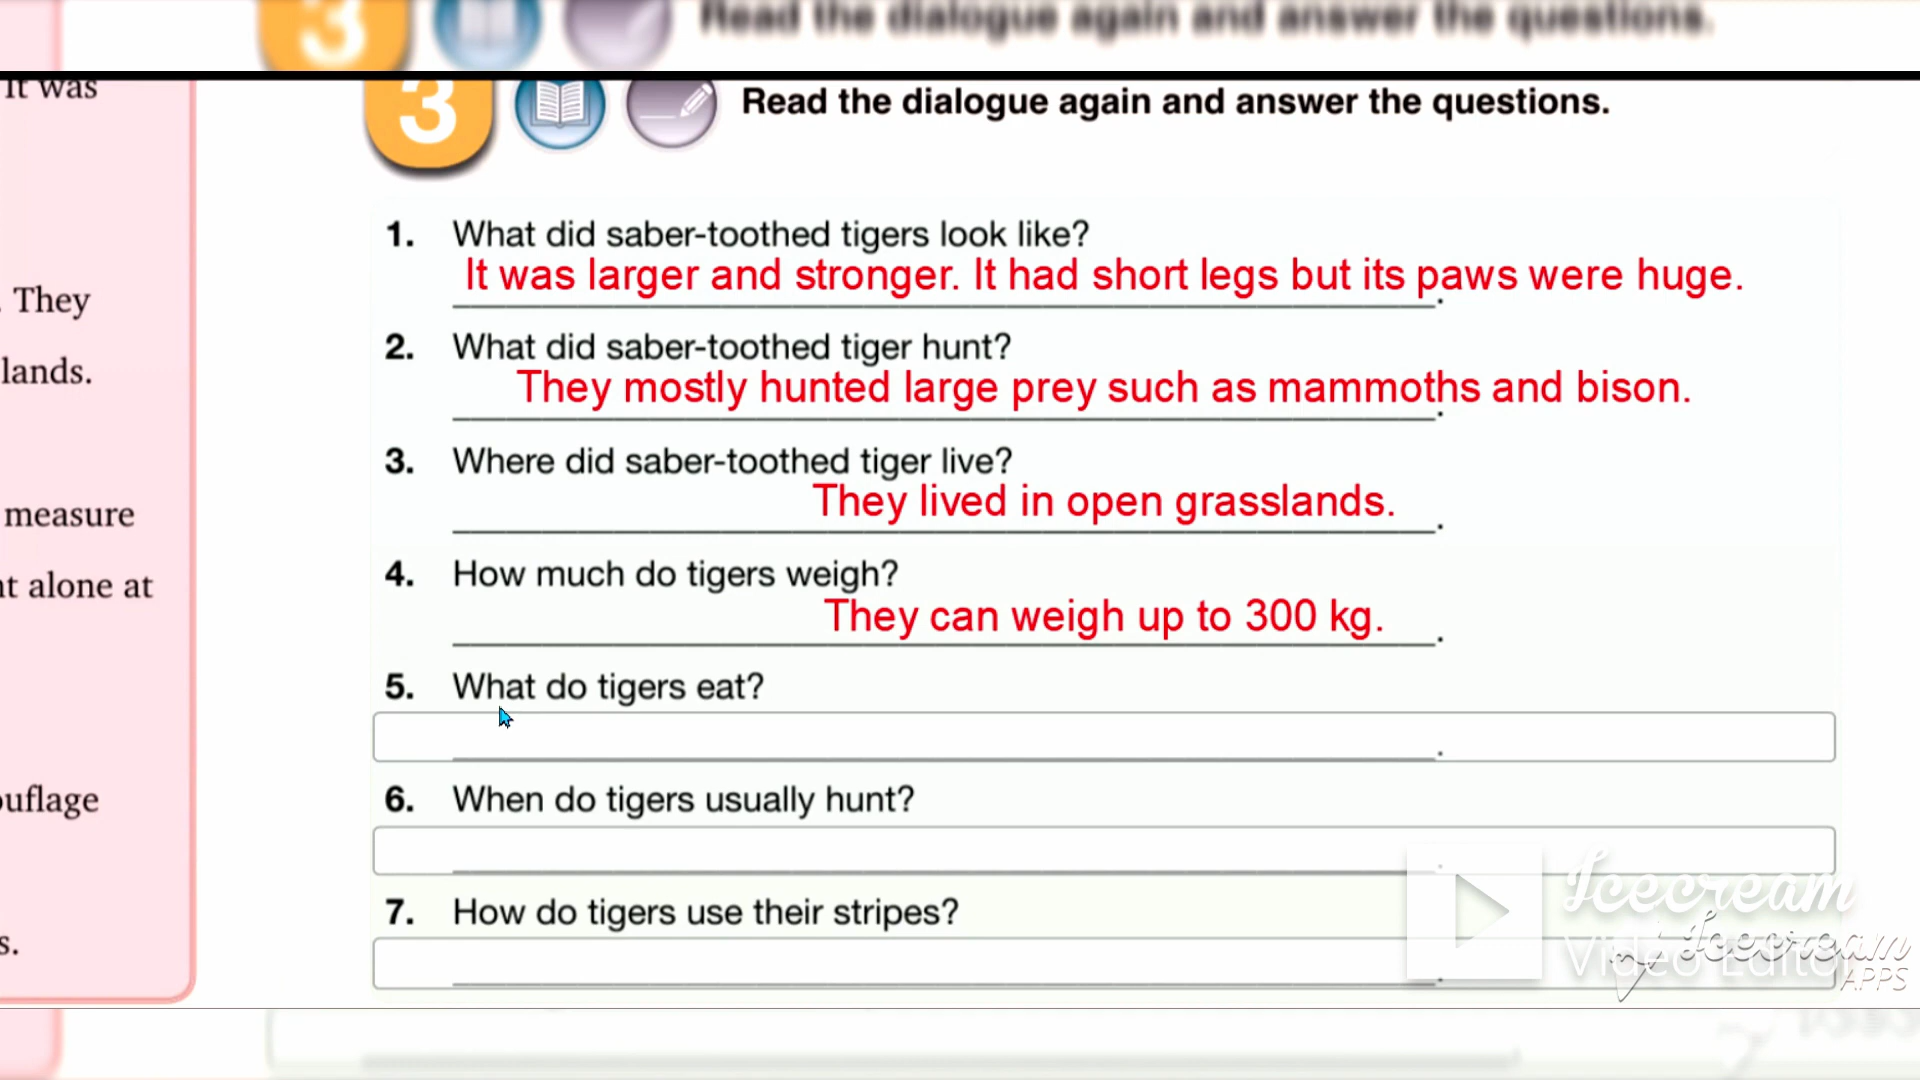 3 Read the dialogue again and answer the questions.
it was
3 Read the dialogue again and answer the questions.
. They
lands.
measure
nt alone at
ouflage
s.
1. What did saber-toothed tigers look like?
It was larger and stronger. It had short legs but its paws were huge.
2. What did saber-toothed tiger hunt?
They mostly hunted large prey such as mammoths and bison.
3. Where did saber-toothed tiger live?
They lived in open grasslands.
4. How much do tigers weigh?
They can weigh up to 300 kg.
5. What do tigers eat?
6. When do tigers usually hunt?
7. How do tigers use their stripes?
Icecream
Video Editor
Icecream
APPS